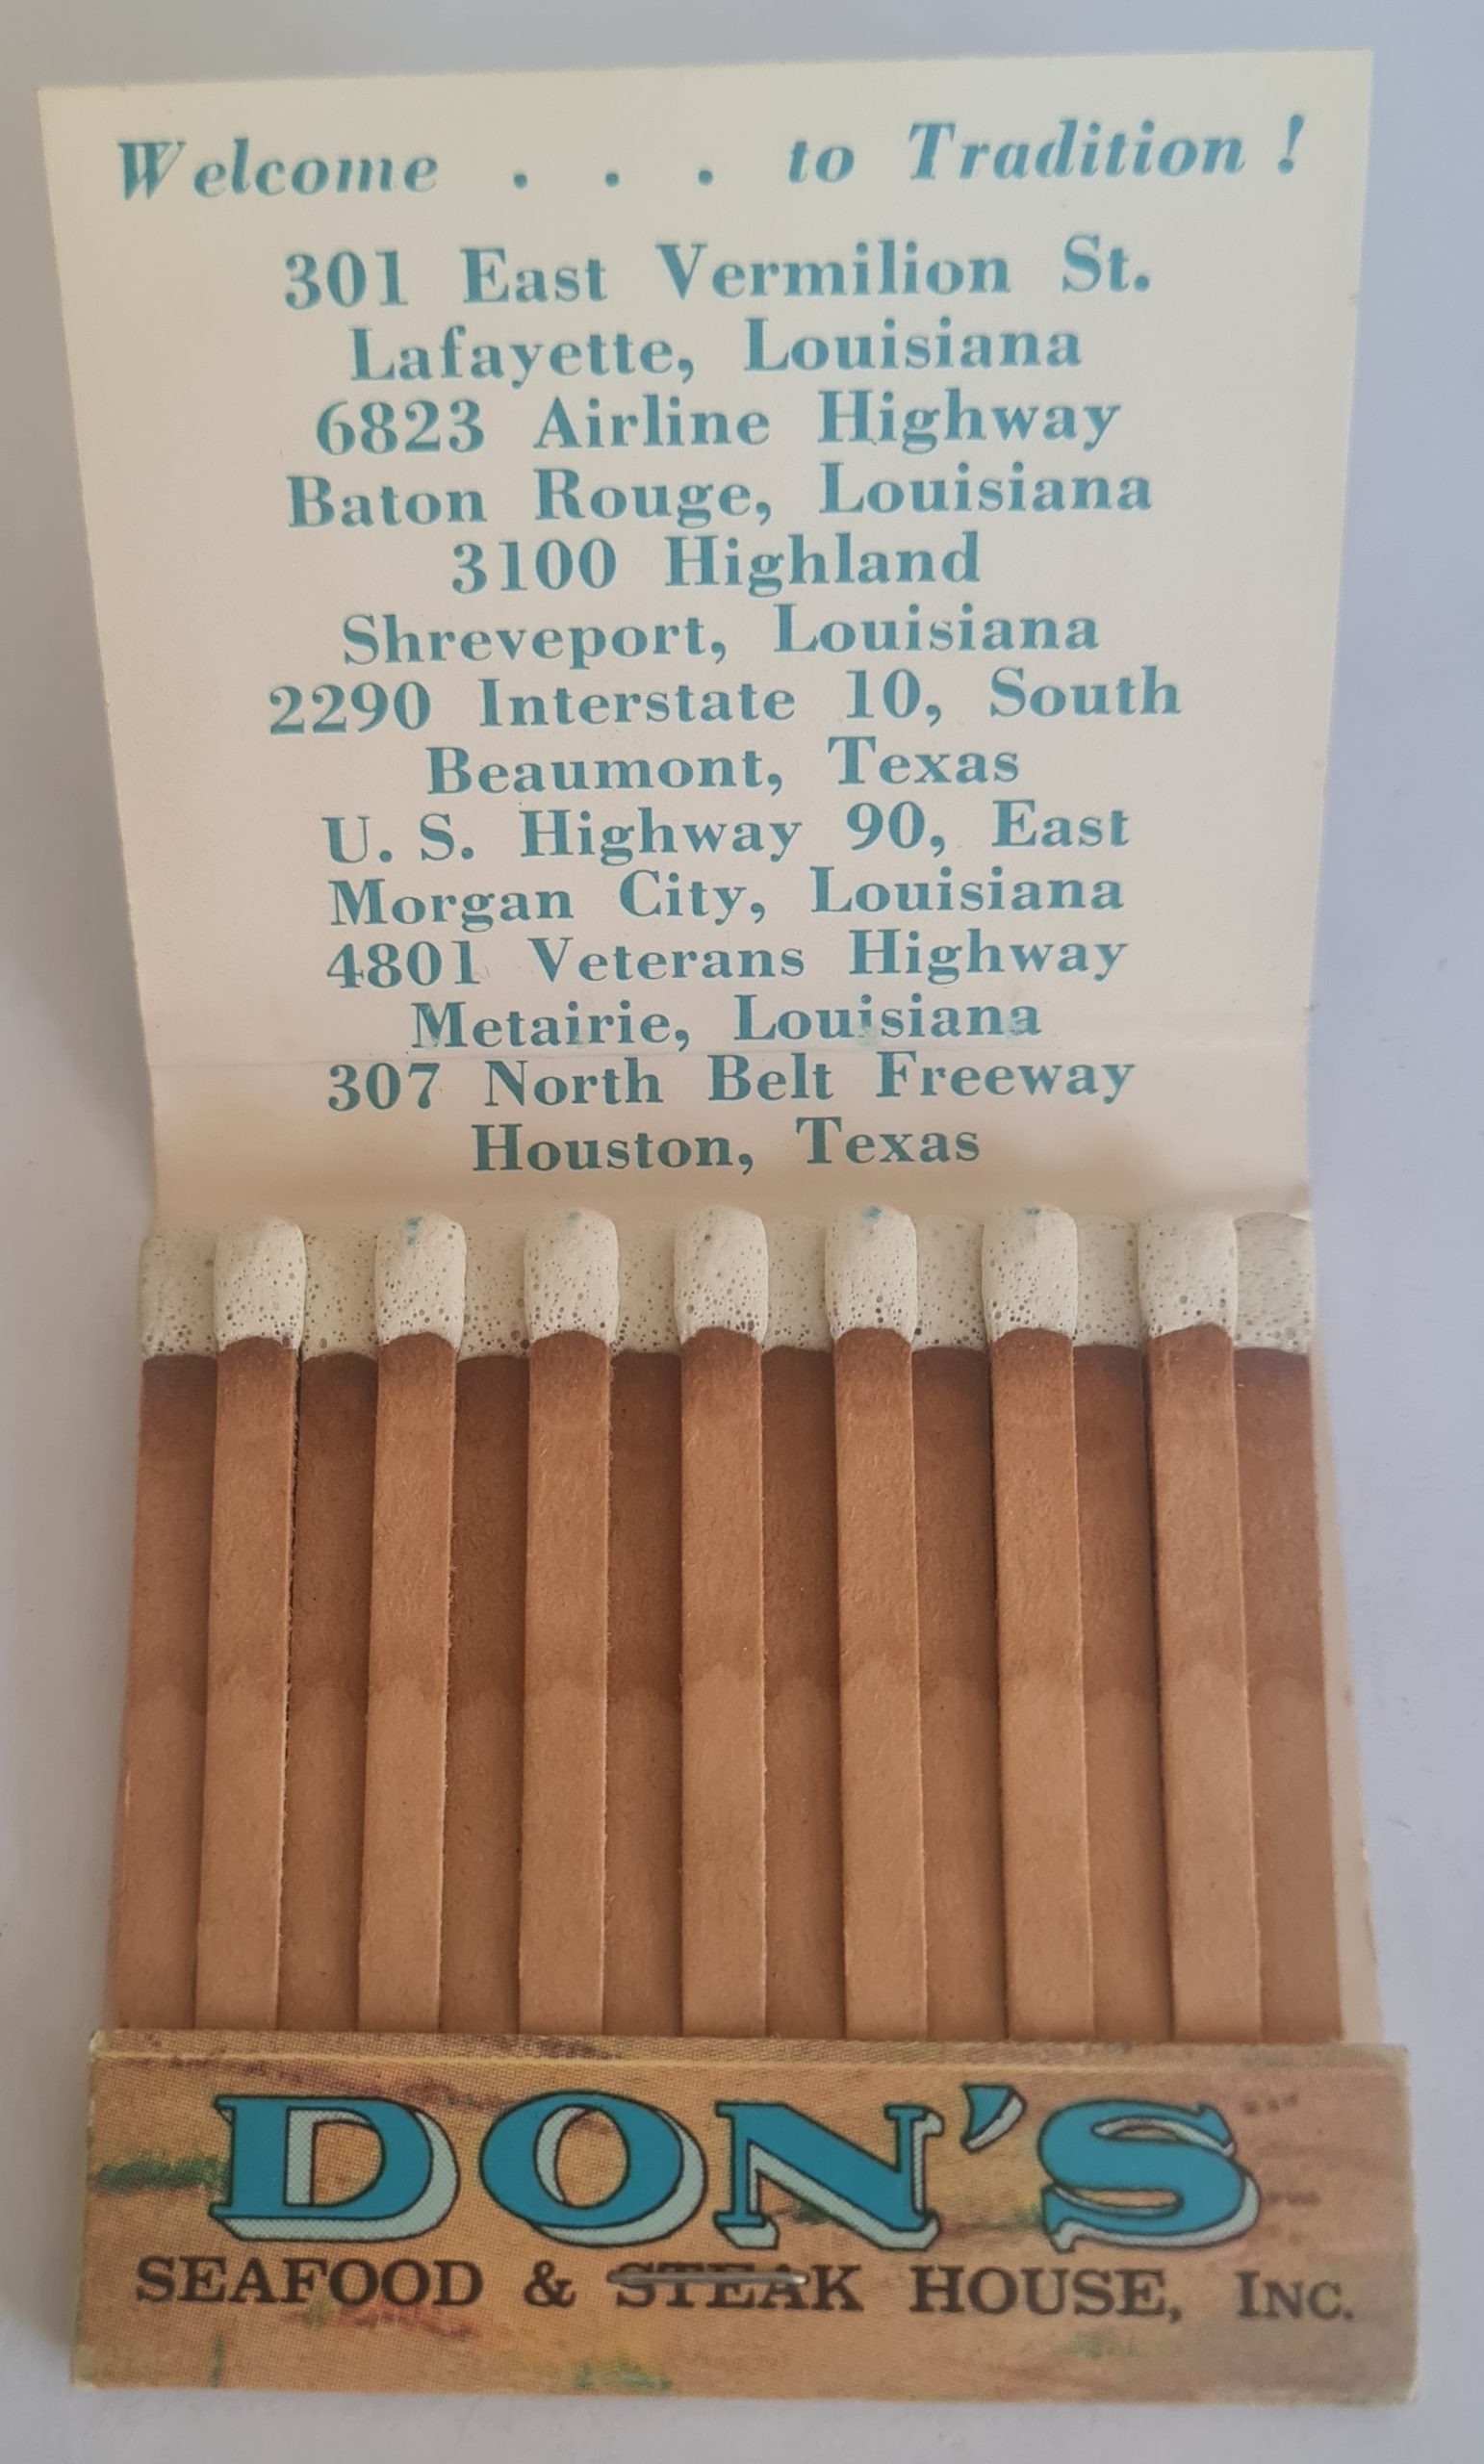 Welcome . . . to Tradition !
301 East Vermilion St.
Lafayette, Louisiana
6823 Airline Highway
Baton Rouge, Louisiana
3100 Highland
Shreveport, Louisiana
2290 Interstate 10, South
Beaumont, Texas
U. S. Highway 90, East
Morgan City, Louisiana
4801 Veterans Highway
Metairie, Louisiana
307 North Belt Freeway
Houston, Texas
DON'S
SEAFOOD & STEAK HOUSE, INC.